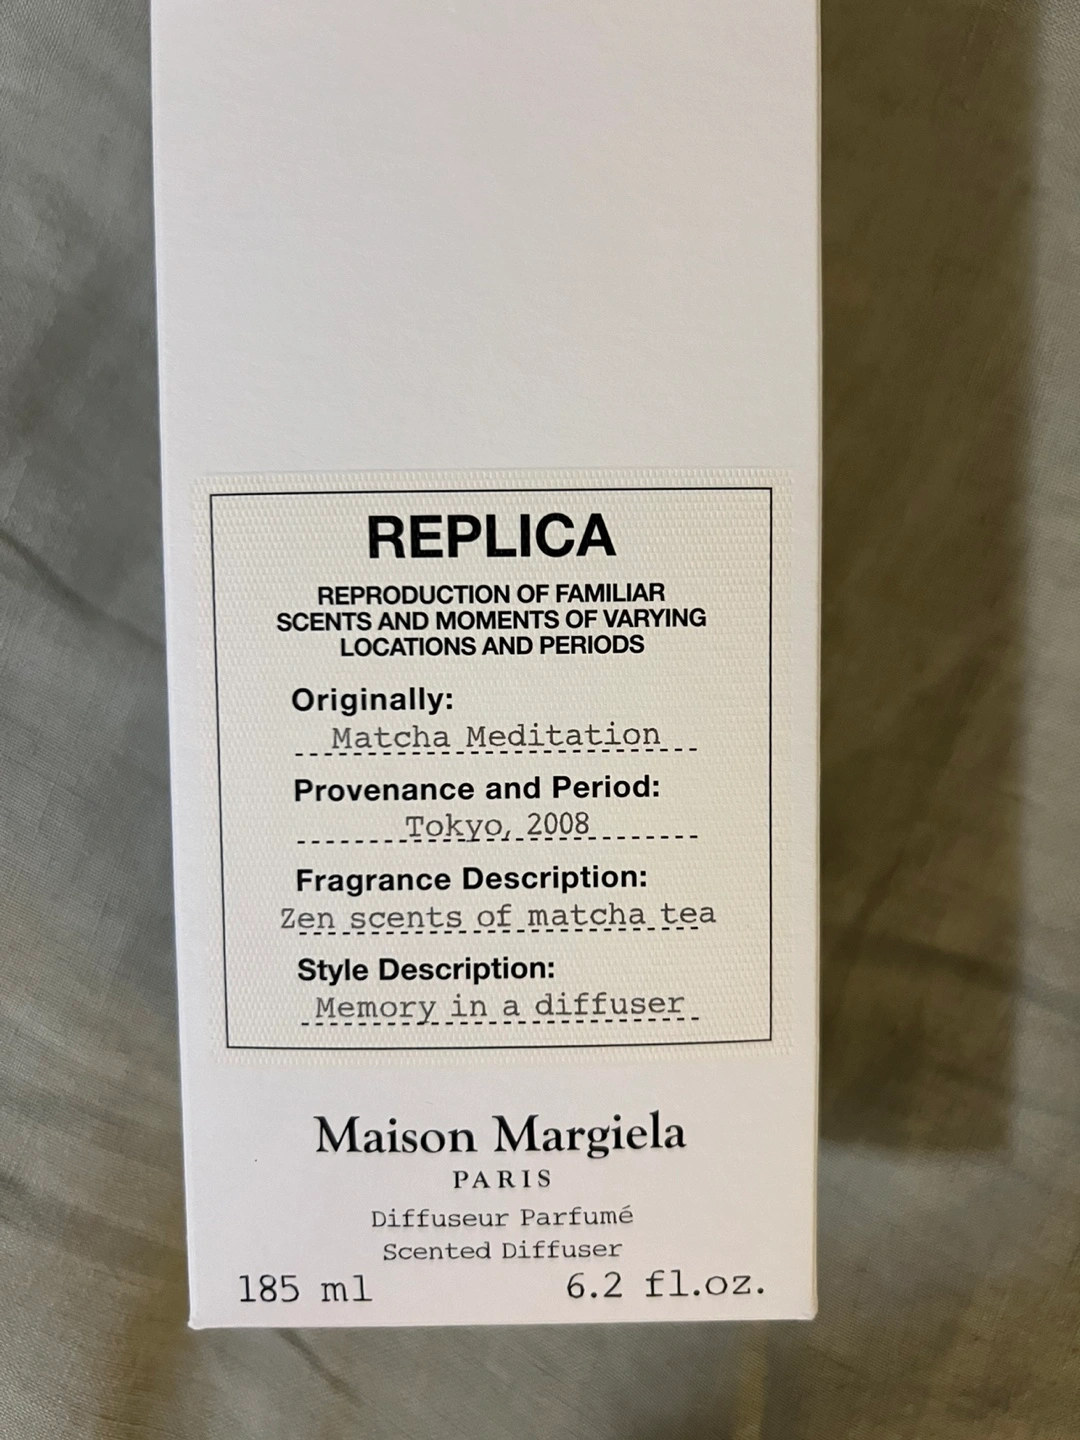 REPLICA
REPRODUCTION OF FAMILIAR
SCENTS AND MOMENTS OF VARYING
LOCATIONS AND PERIODS
Originally:
Matcha Meditation
Provenance and Period:
Tokyo, 2008
Fragrance Description:
Zen scents of matcha tea
Style Description:
Memory in a diffuser
Maison Margiela
PARIS
Diffuseur Parfumé
Scented Diffuser
185 ml 6.2 fl.oz.